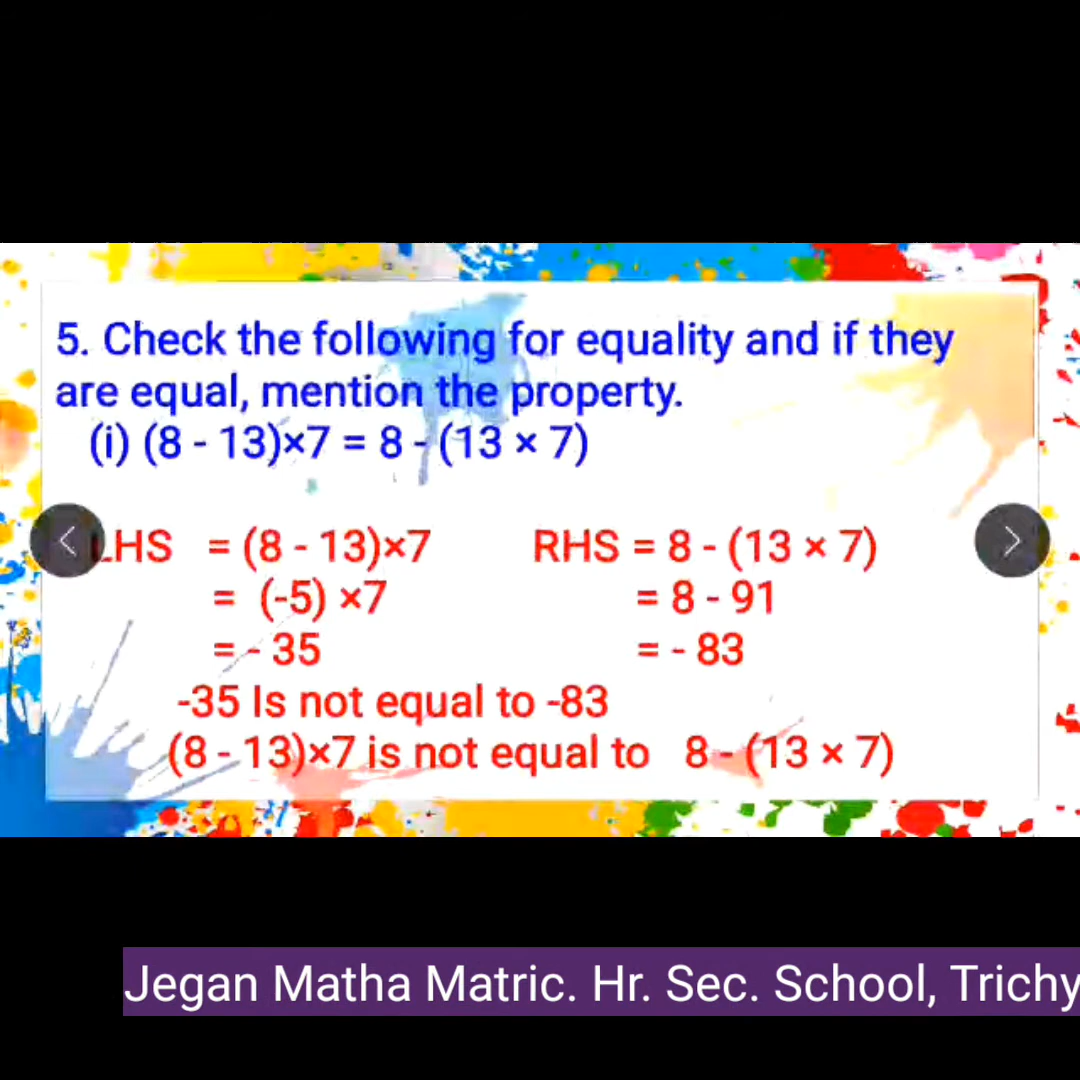 5. Check the following for equality and if they
are equal, mention the property.
(i) (8 - 13)×7 = 8 - (13 × 7)
LHS = (8 - 13)×7 RHS = 8 - (13 × 7)
= (-5) ×7 = 8 - 91
= - 35 = - 83
-35 Is not equal to -83
(8 - 13)×7 is not equal to 8 - (13 × 7)
Jegan Matha Matric. Hr. Sec. School, Trichy